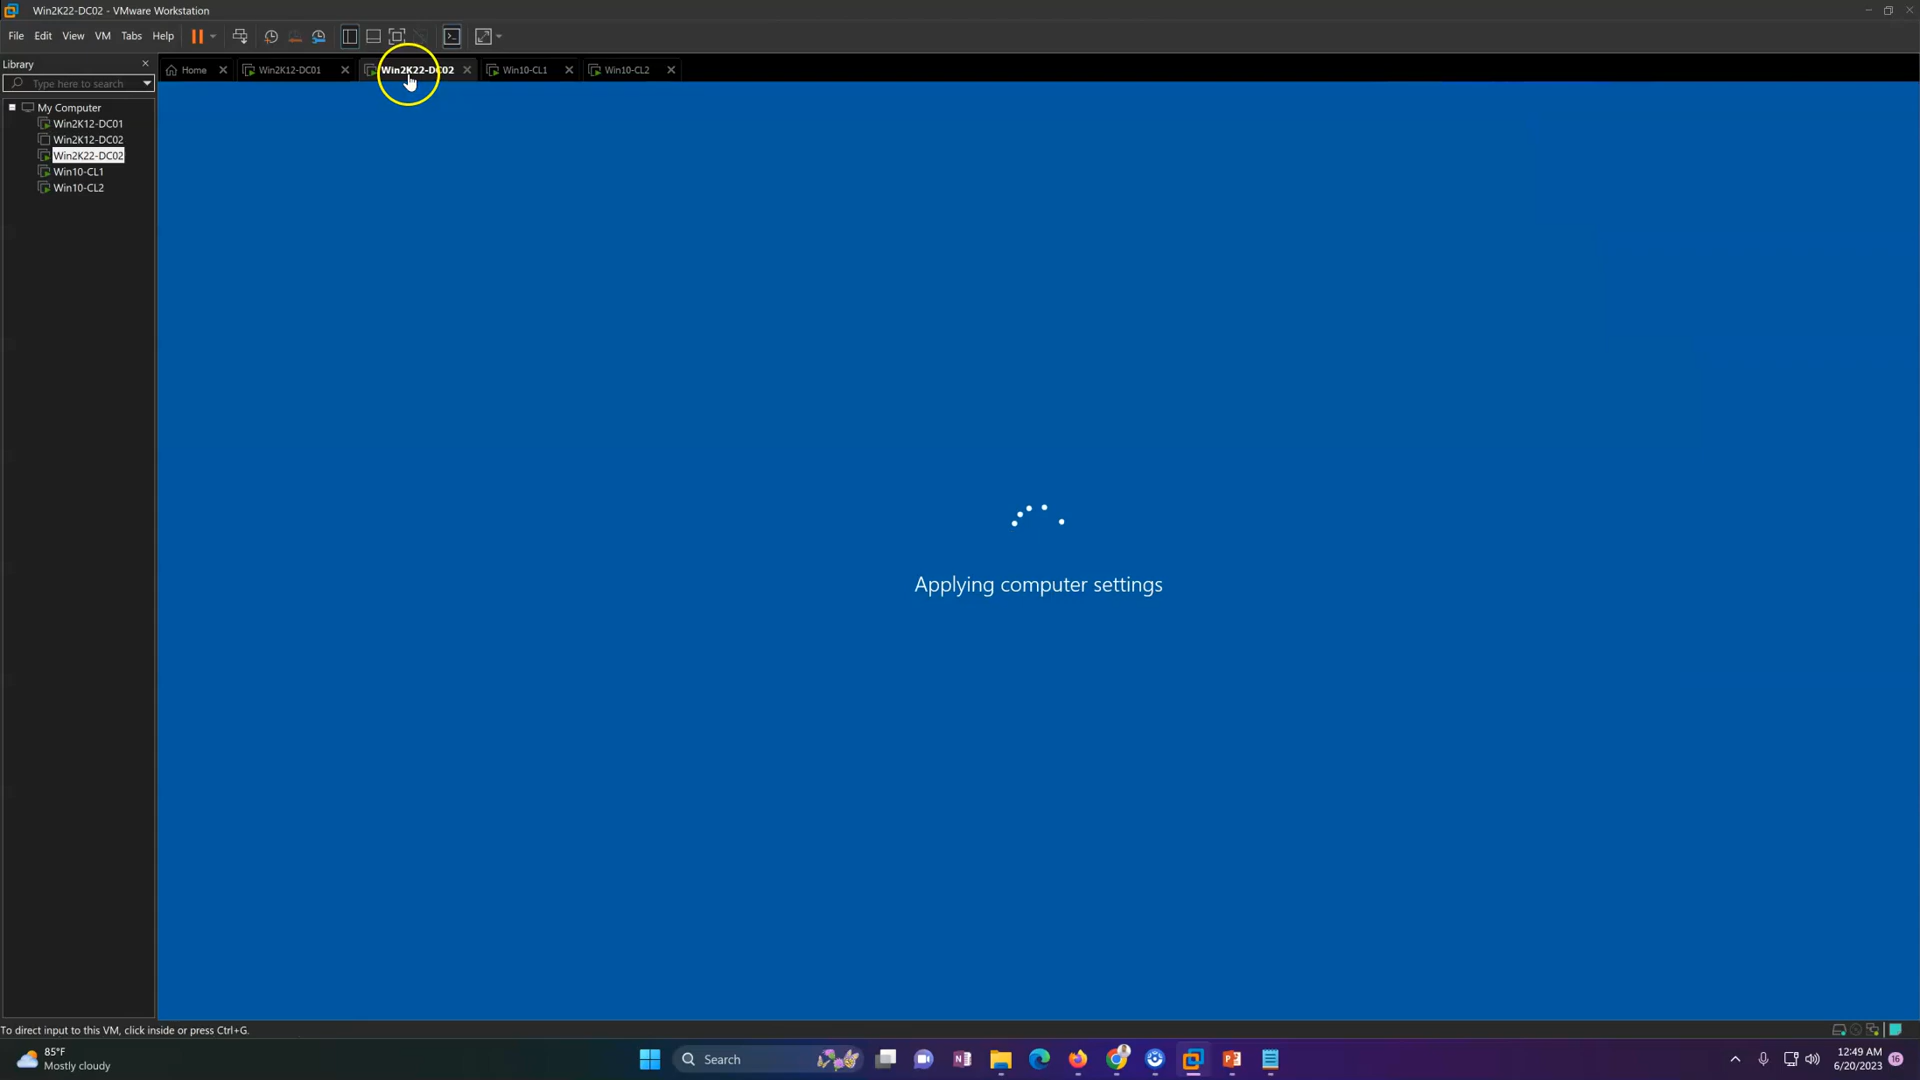 Win2K22-DC02 - VMware Workstation
File Edit View VM Tabs Help
Library
Type here to search
My Computer
Win2K12-DC01
Win2K12-DC02
Win2K22-DC02
Win10-CL1
Win10-CL2
Home
Win2K12-DC01
Win2K22-DC02
Win10-CL1
Win10-CL2
Applying computer settings
To direct input to this VM, click inside or press Ctrl+G.
85°F
Mostly cloudy
Search
12:49 AM
6/20/2023
16